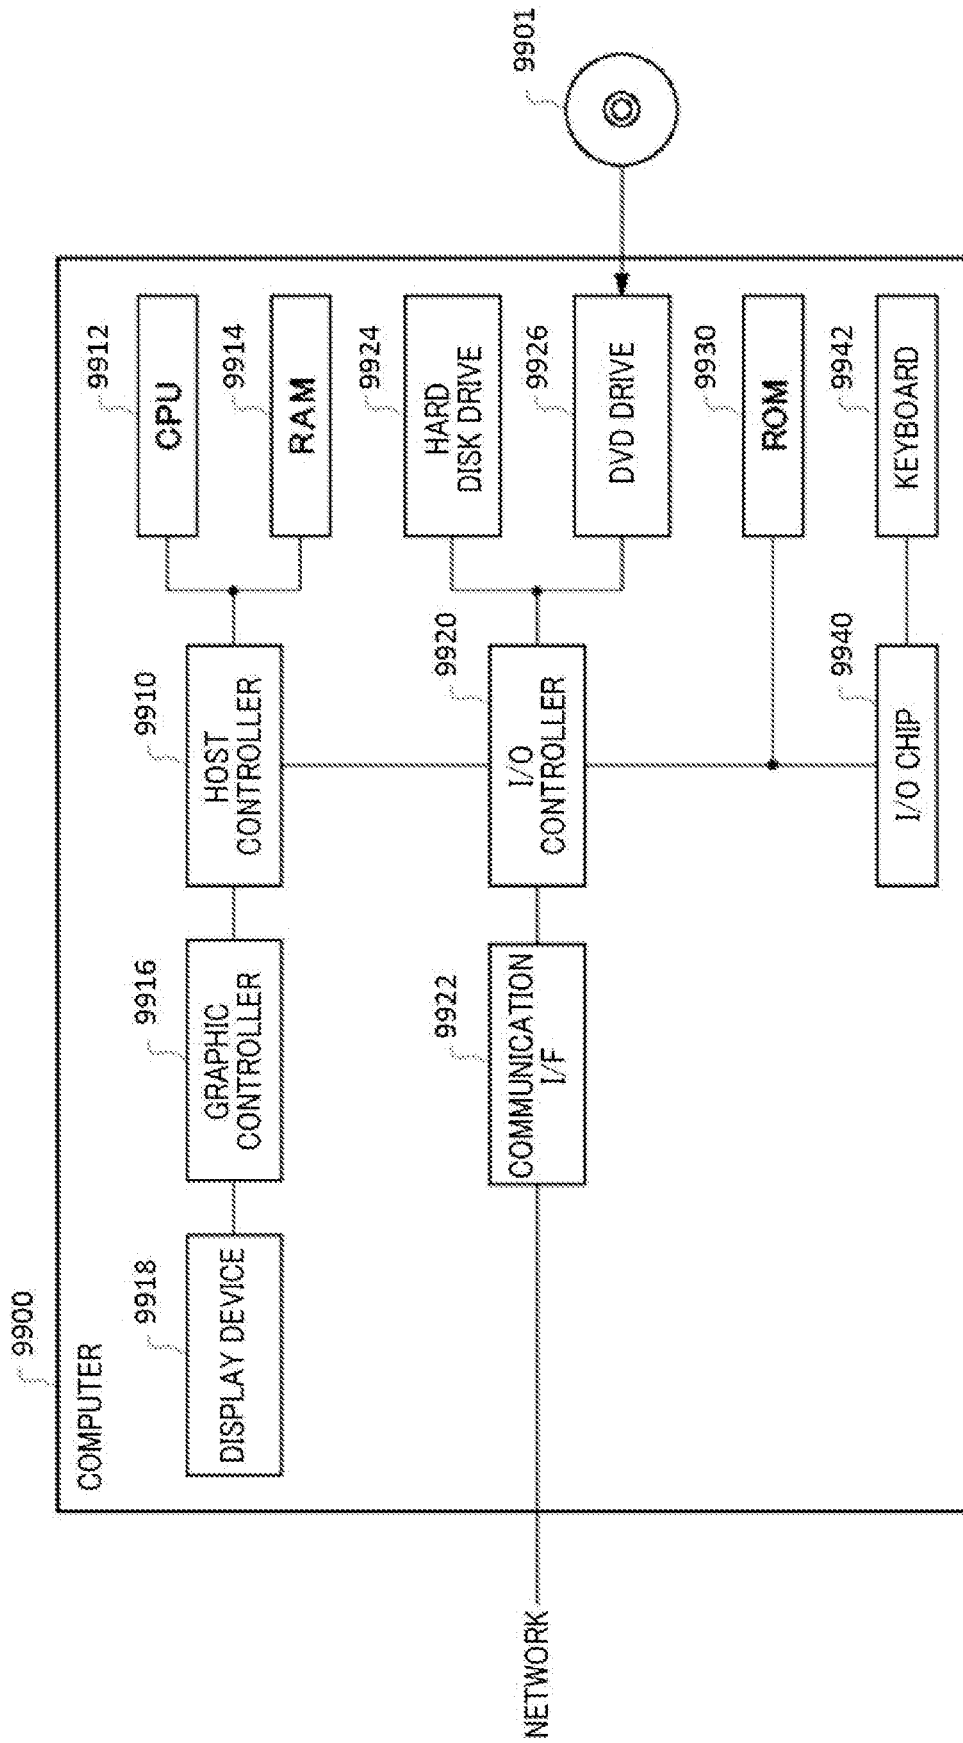 9900
COMPUTER
9918
DISPLAY DEVICE
9916
GRAPHIC
CONTROLLER
9910
HOST
CONTROLLER
9912
CPU
9914
RAM
9924
HARD
DISK DRIVE
9901
NETWORK
9922
COMMUNICATION
I/F
9920
I/O
CONTROLLER
9926
DVD DRIVE
9930
ROM
9940
I/O CHIP
9942
KEYBOARD